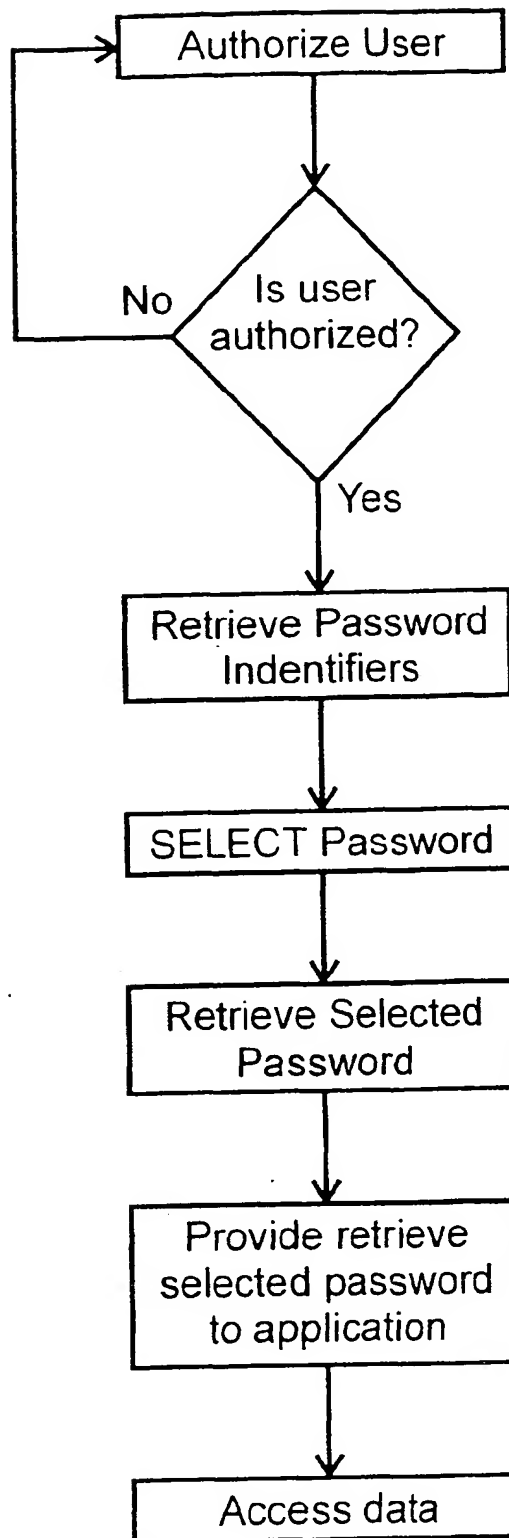 Authorize User
Is user
authorized?
No
Yes
Retrieve Password
Indentifiers
SELECT Password
Retrieve Selected
Password
Provide retrieve
selected password
to application
Access data